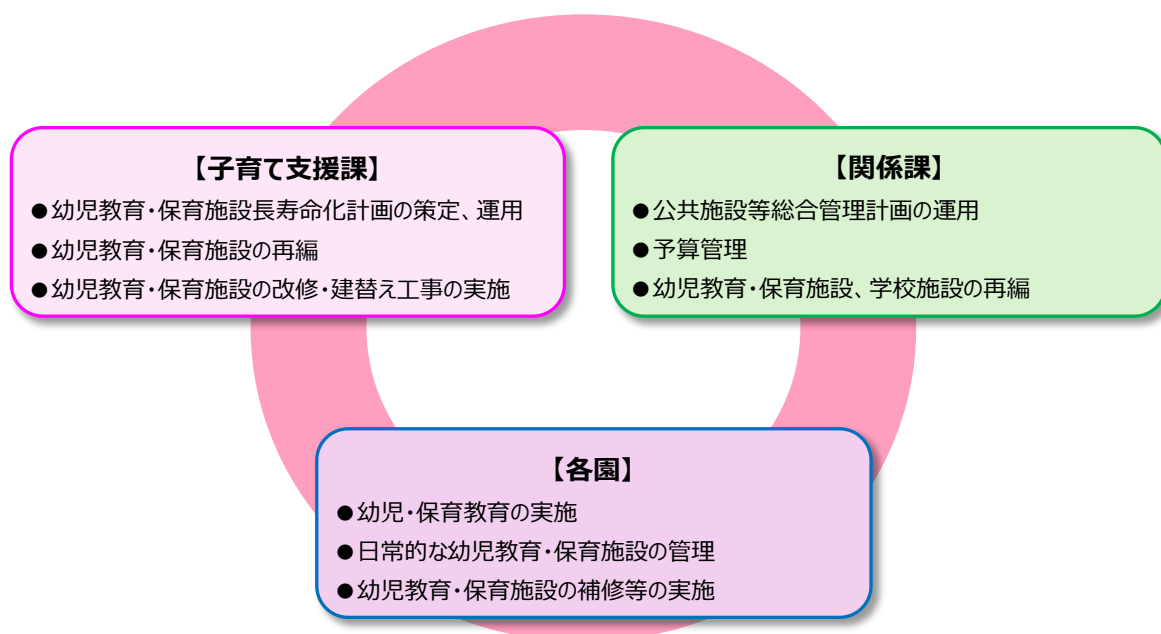 【子育て支援課】
●幼児教育・保育施設長寿命化計画の策定、運用
●幼児教育・保育施設の再編
●幼児教育・保育施設の改修・建替え工事の実施
【関係課】
●公共施設等総合管理計画の運用
●予算管理
●幼児教育・保育施設、学校施設の再編
【各園】
●幼児・保育教育の実施
●日常的な幼児教育・保育施設の管理
●幼児教育・保育施設の補修等の実施